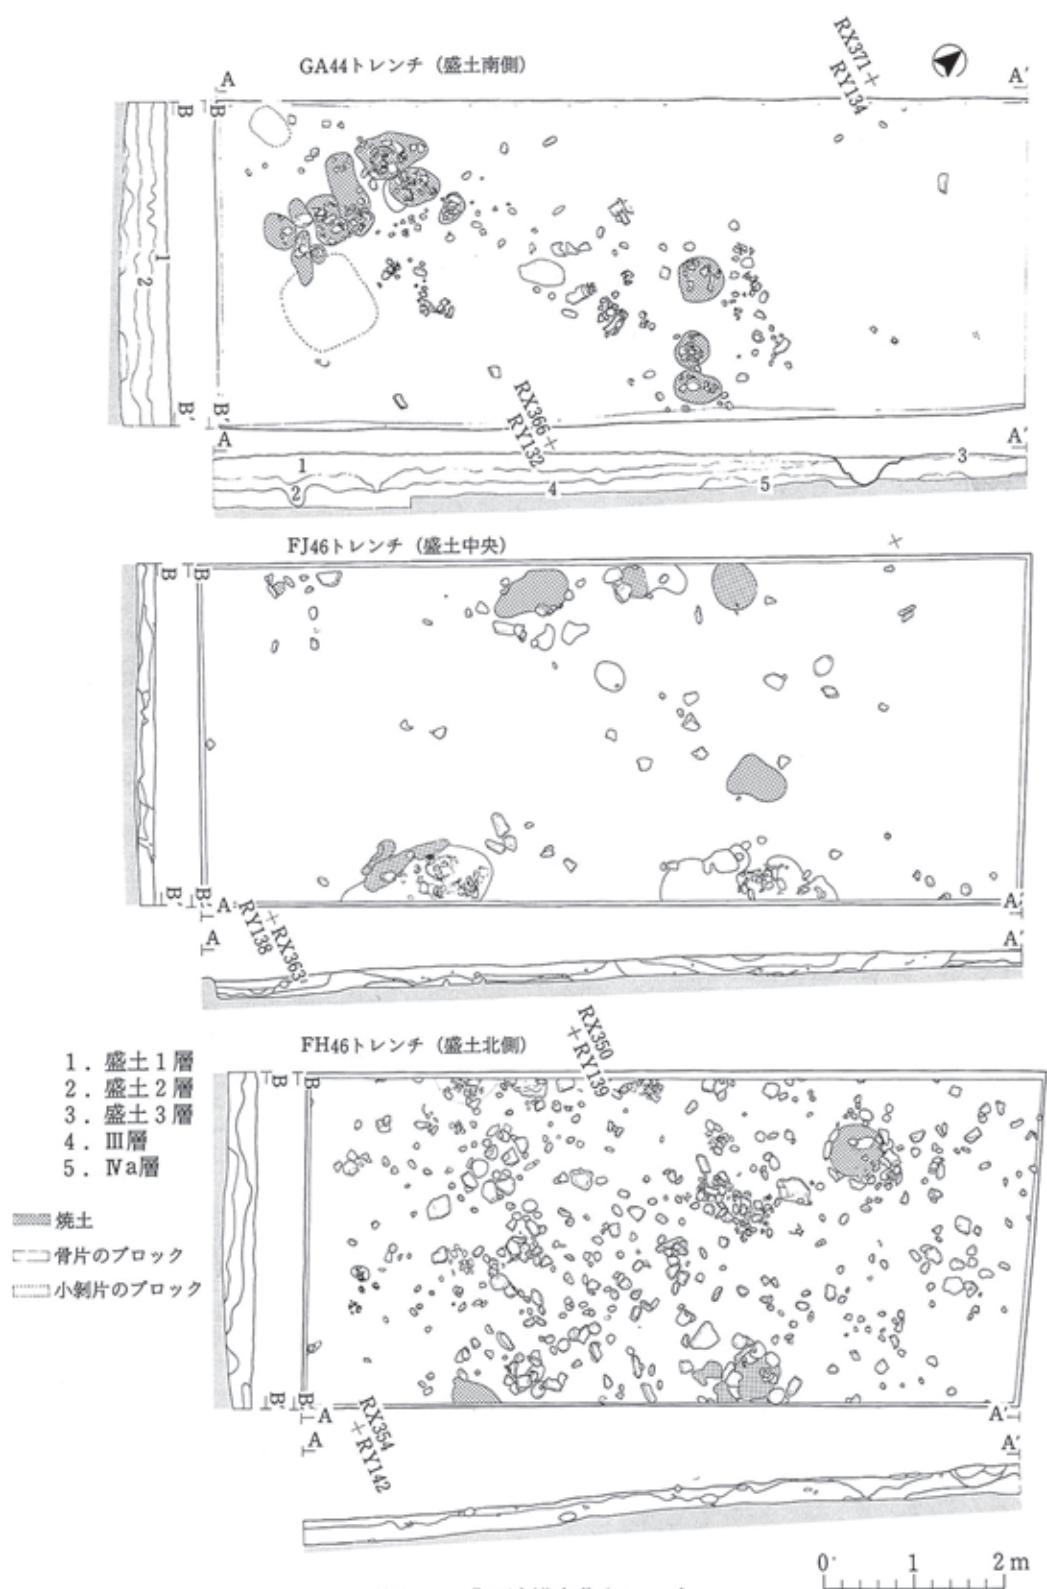 GA44トレンチ（盛土南側）
RX371＋
RY134
A
A′
B
B
1
2
B′
B′
RX366＋
RY132
A
A′
1
2
3
4
5
FJ46トレンチ（盛土中央）
B
B
B′
B′
A
A′
RY138
＋RX363
A
A′
FH46トレンチ（盛土北側）
RX350
＋RY139
1．盛土1層
2．盛土2層
3．盛土3層
4．Ⅲ層
5．Ⅳa層
焼土
骨片のブロック
小剝片のブロック
B
B
B′
B′
A
A′
RX354
＋RY142
A
A′
0 1 2 m